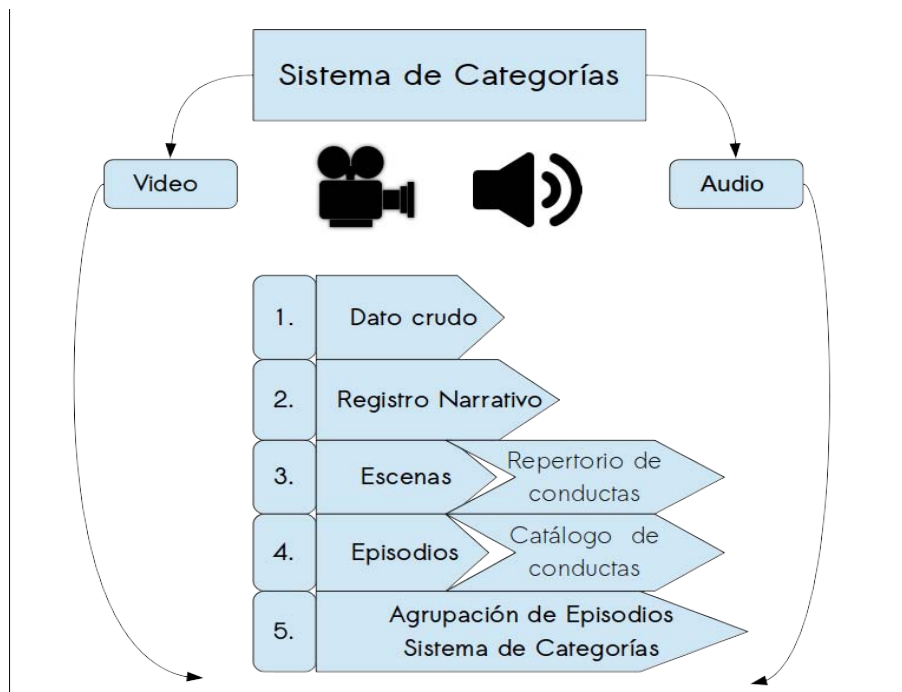 Sistema de Categorías
Video
Audio
1.
Dato crudo
2.
Registro Narrativo
3.
Escenas
Repertorio de
conductas
4.
Episodios
Catálogo de
conductas
5.
Agrupación de Episodios
Sistema de Categorías